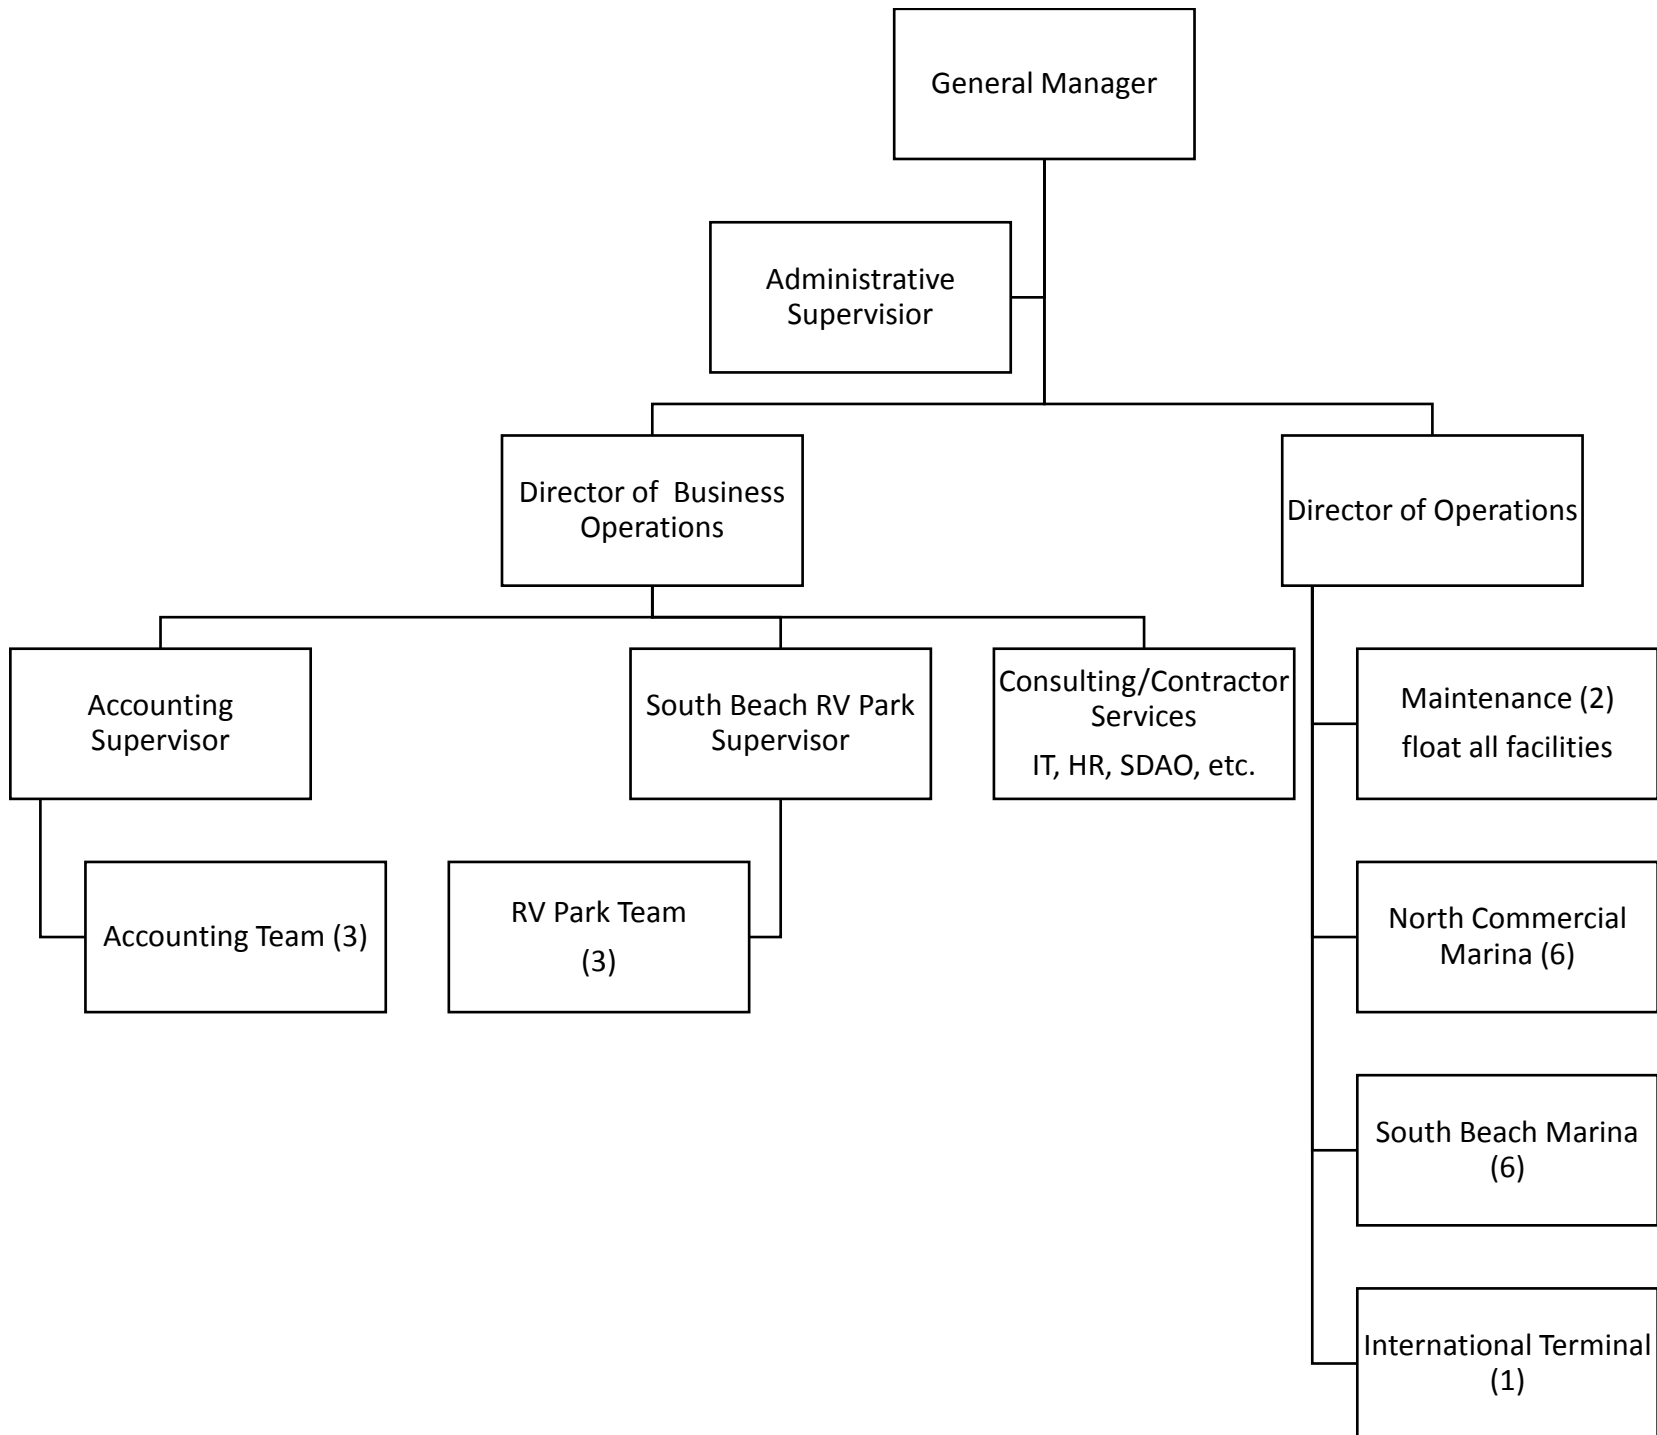 General Manager
Administrative
Supervisior
Director of  Business
Operations
Director of Operations
Accounting
Supervisor
South Beach RV Park
Supervisor
Consulting/Contractor
Services
IT, HR, SDAO, etc.
Maintenance (2)
float all facilities
Accounting Team (3)
RV Park Team
(3)
North Commercial
Marina (6)
South Beach Marina
(6)
International Terminal
(1)